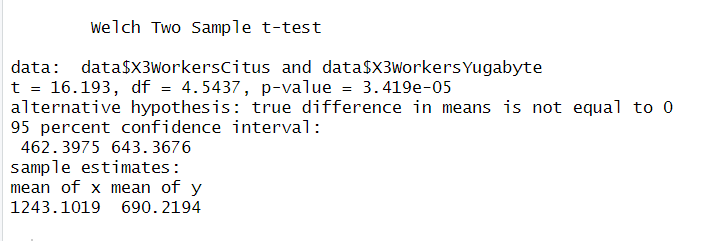 Welch Two Sample t-test
data: data$X3WorkersCitus and data$X3WorkersYugabyte
t = 16.193, df = 4.5437, p-value = 3.419e-05
alternative hypothesis: true difference in means is not equal to 0
95 percent confidence interval:
462.3975 643.3676
sample estimates:
mean of x mean of y
1243.1019 690.2194